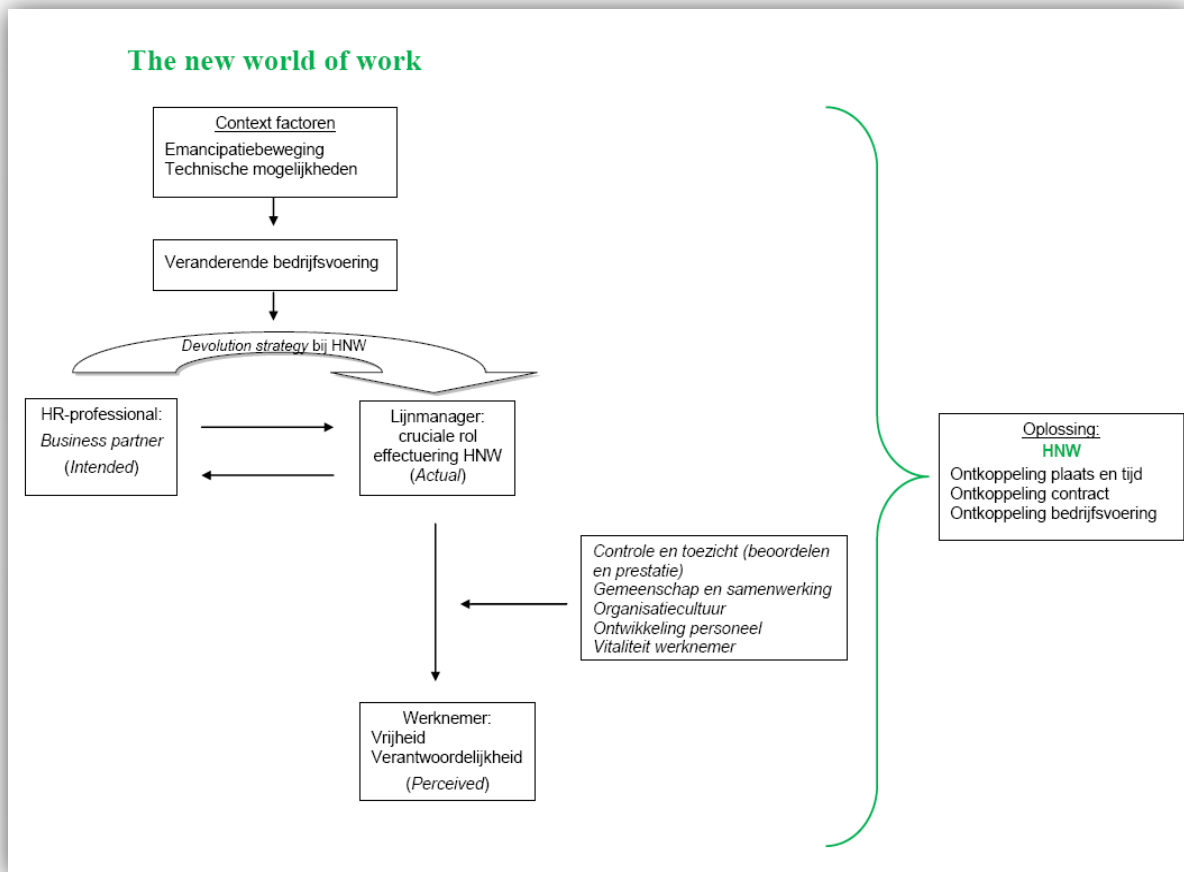 The new world of work
Context factoren
Emancipatiebeweging
Technische mogelijkheden
Veranderende bedrijfsvoering
Devolution strategy bij HNW
HR-professional:
Business partner
(Intended)
Lijnmanager:
cruciale rol
effectuering HNW
(Actual)
Controle en toezicht (beoordelen
en prestatie)
Gemeenschap en samenwerking
Organisatiecultuur
Ontwikkeling personeel
Vitaliteit werknemer
Werknemer:
Vrijheid
Verantwoordelijkheid
(Perceived)
Oplossing:
HNW
Ontkoppeling plaats en tijd
Ontkoppeling contract
Ontkoppeling bedrijfsvoering